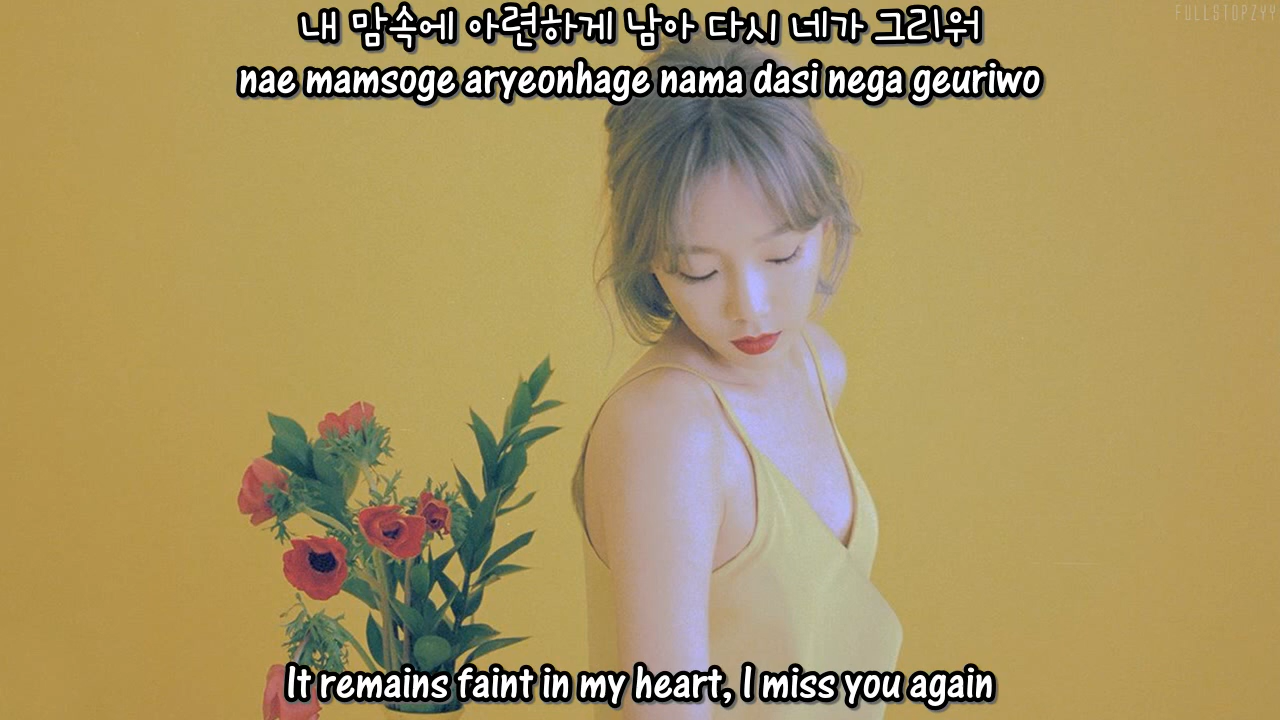 FULLSTOPZYY
내 맘속에 아련하게 남아 다시 네가 그리워
nae mamsoge aryeonhage nama dasi nega geuriwo
It remains faint in my heart, I miss you again